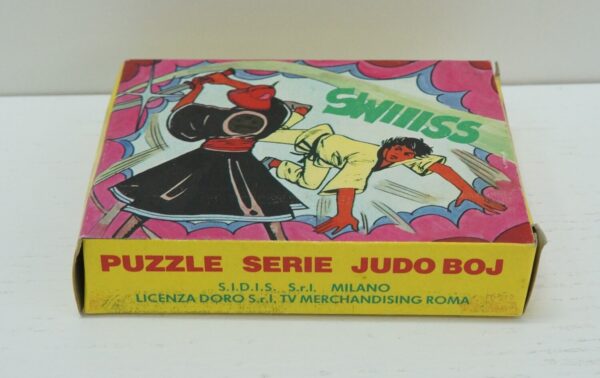 SWIIISS
PUZZLE SERIE JUDO BOJ
S.I.D.I.S. S.r.l. MILANO
LICENZA DORO S.r.l. TV MERCHANDISING ROMA